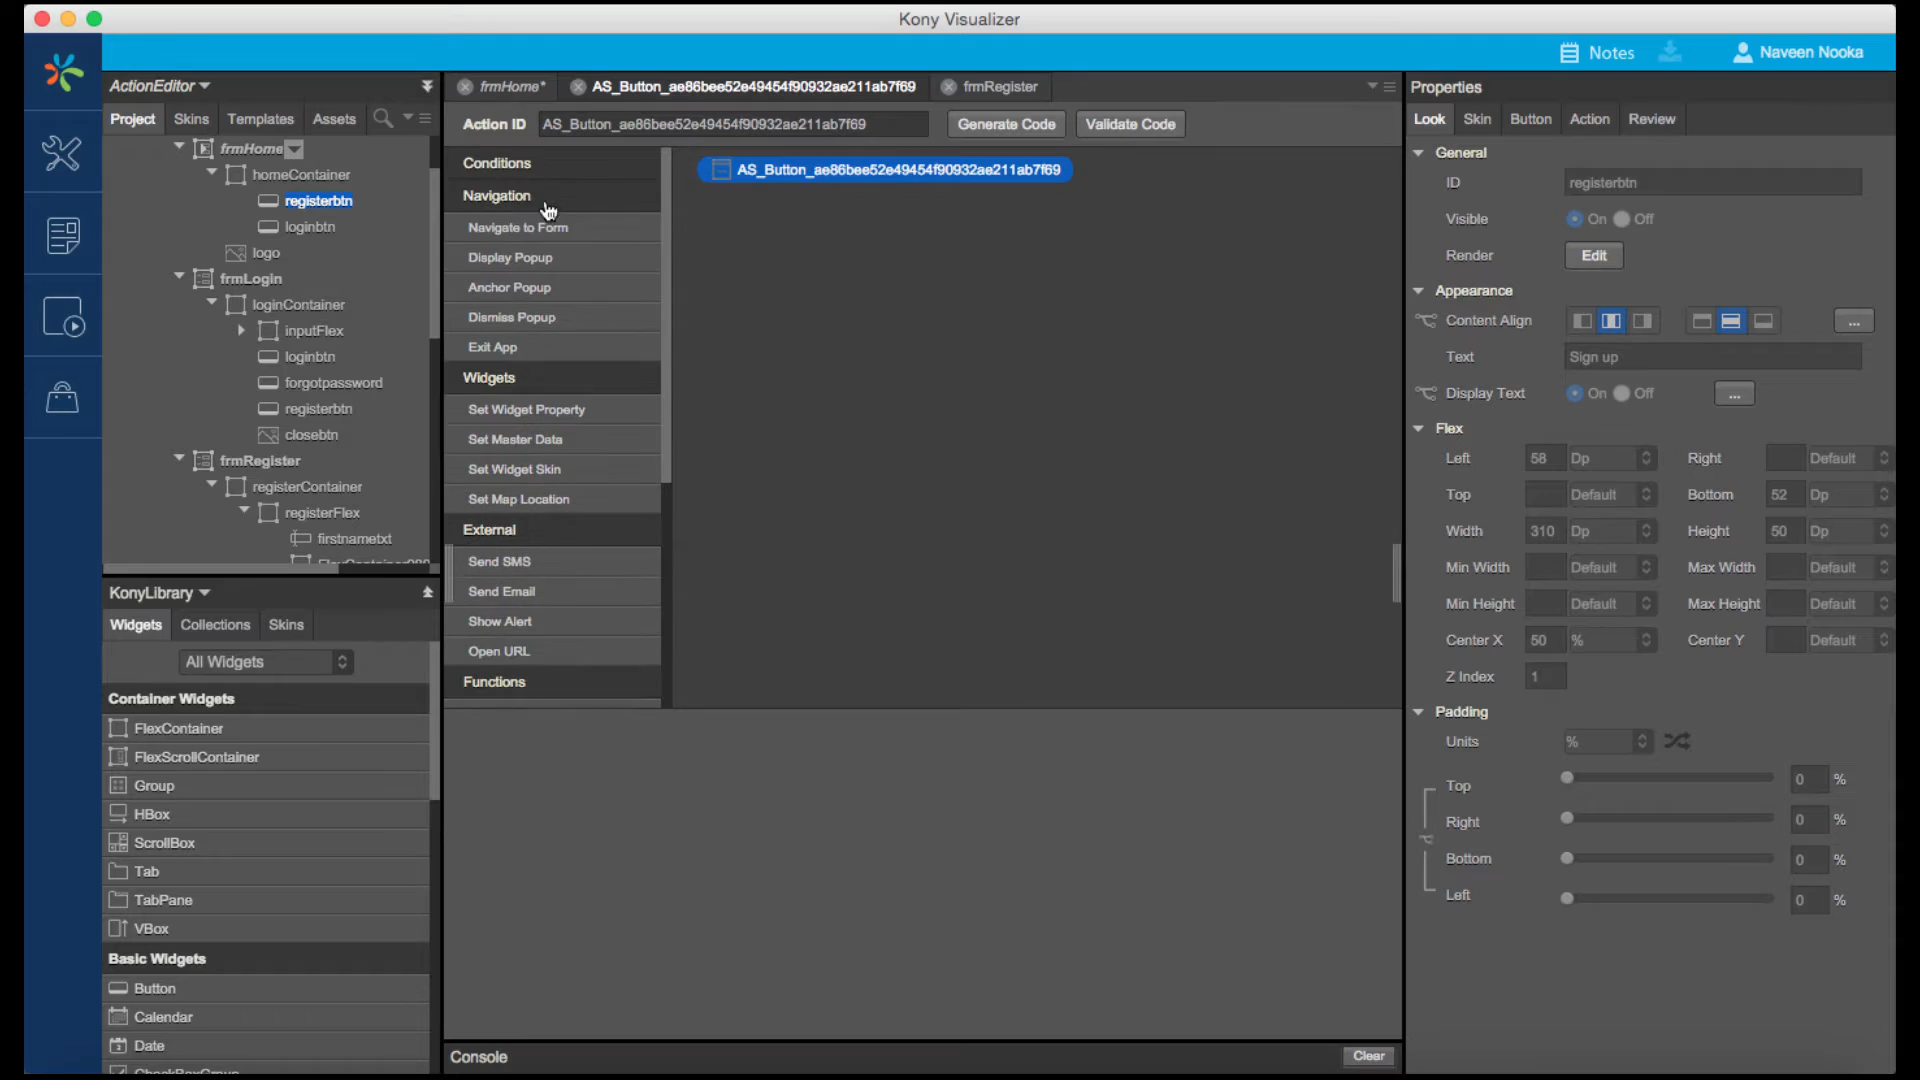 Kony Visualizer
Notes
Naveen Nooka
ActionEditor
Project Skins Templates Assets
frmHome
homeContainer
registerbtn
loginbtn
logo
frmLogin
loginContainer
inputFlex
loginbtn
forgotpassword
registerbtn
closebtn
frmRegister
registerContainer
registerFlex
firstnametxt
KonyLibrary
Widgets Collections Skins
All Widgets
Container Widgets
FlexContainer
FlexScrollContainer
Group
HBox
ScrollBox
Tab
TabPane
VBox
Basic Widgets
Button
Calendar
Date
CheckBoxGroup
frmHome* AS_Button_ae86bee52e49454f90932ae211ab7f69 frmRegister
Action ID AS_Button_ae86bee52e49454f90932ae211ab7f69 Generate Code Validate Code
Conditions
Navigation
Navigate to Form
Display Popup
Anchor Popup
Dismiss Popup
Exit App
Widgets
Set Widget Property
Set Master Data
Set Widget Skin
Set Map Location
External
Send SMS
Send Email
Show Alert
Open URL
Functions
AS_Button_ae86bee52e49454f90932ae211ab7f69
Console Clear
Properties
Look Skin Button Action Review
General
ID registerbtn
Visible On Off
Render Edit
Appearance
Content Align ...
Text Sign up
Display Text On Off ...
Flex
Left 58 Dp Right Default
Top Default Bottom 52 Dp
Width 310 Dp Height 50 Dp
Min Width Default Max Width Default
Min Height Default Max Height Default
Center X 50 % Center Y Default
Z Index 1
Padding
Units %
Top 0 %
Right 0 %
Bottom 0 %
Left 0 %